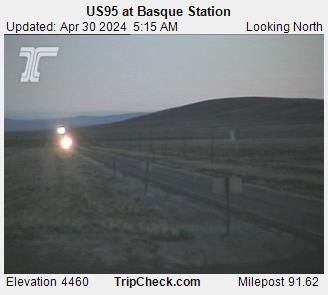 US95 at Basque Station
Updated: Apr 30 2024 5:15 AM Looking North
Elevation 4460 TripCheck.com Milepost 91.62